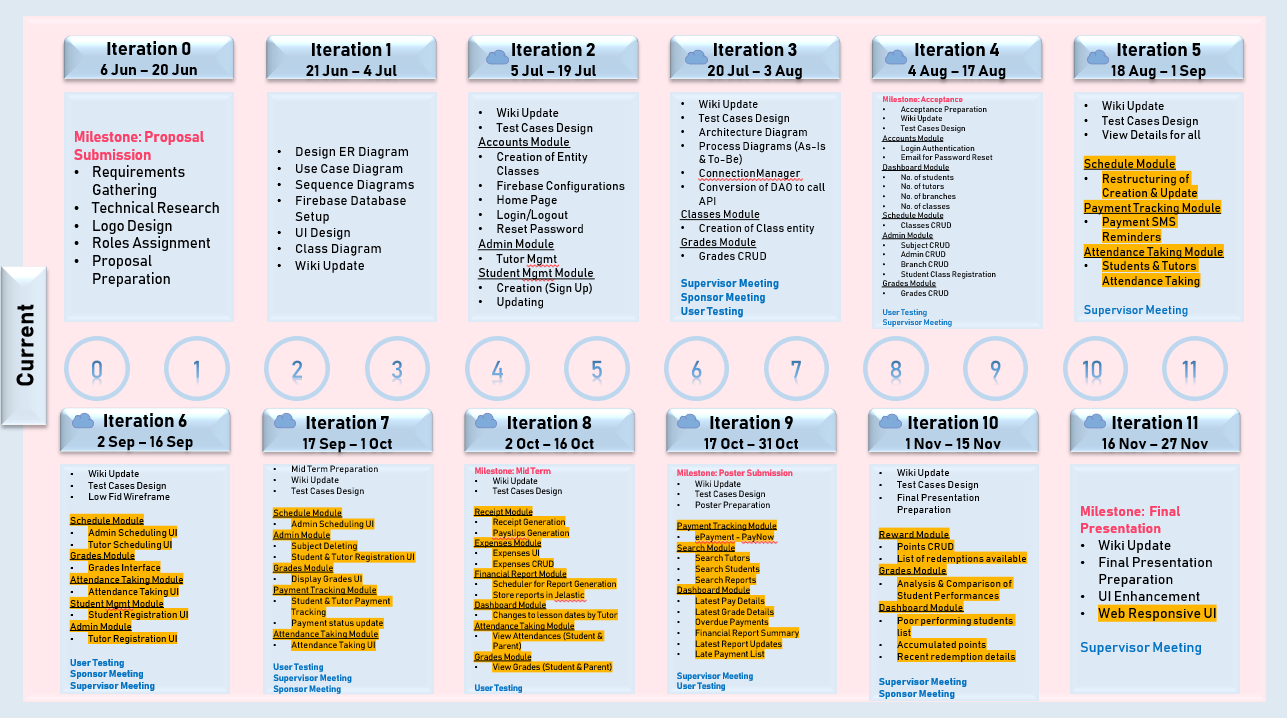 Iteration 0
6 Jun – 20 Jun
Milestone: Proposal
Submission
• Requirements
Gathering
• Technical Research
• Logo Design
• Roles Assignment
• Proposal
Preparation
Iteration 1
21 Jun – 4 Jul
• Design ER Diagram
• Use Case Diagram
• Sequence Diagrams
• Firebase Database
Setup
• UI Design
• Class Diagram
• Wiki Update
Iteration 2
5 Jul – 19 Jul
• Wiki Update
• Test Cases Design
Accounts Module
• Creation of Entity
Classes
• Firebase Configurations
• Home Page
• Login/Logout
• Reset Password
Admin Module
• Tutor Mgmt
Student Mgmt Module
• Creation (Sign Up)
• Updating
Iteration 3
20 Jul – 3 Aug
• Wiki Update
• Test Cases Design
• Architecture Diagram
• Process Diagrams (As-Is
& To-Be)
• ConnectionManager
• Conversion of DAO to call
API
Classes Module
• Creation of Class entity
Grades Module
• Grades CRUD
Supervisor Meeting
Sponsor Meeting
User Testing
Iteration 4
4 Aug – 17 Aug
Milestone: Acceptance
• Acceptance Preparation
• Wiki Update
• Test Cases Design
Accounts Module
• Login Authentication
• Email for Password Reset
Dashboard Module
• No. of students
• No. of tutors
• No. of branches
• No. of classes
Schedule Module
• Classes CRUD
Admin Module
• Subject CRUD
• Admin CRUD
• Branch CRUD
• Student Class Registration
Grades Module
• Grades CRUD
User Testing
Supervisor Meeting
Iteration 5
18 Aug – 1 Sep
• Wiki Update
• Test Cases Design
• View Details for all
Schedule Module
• Restructuring of
Creation & Update
Payment Tracking Module
• Payment SMS
Reminders
Attendance Taking Module
• Students & Tutors
Attendance Taking
Supervisor Meeting
Current
0 1 2 3 4 5 6 7 8 9 10 11
Iteration 6
2 Sep – 16 Sep
• Wiki Update
• Test Cases Design
• Low Fid Wireframe
Schedule Module
• Admin Scheduling UI
• Tutor Scheduling UI
Grades Module
• Grades Interface
Attendance Taking Module
• Attendance Taking UI
Student Mgmt Module
• Student Registration UI
Admin Module
• Tutor Registration UI
User Testing
Sponsor Meeting
Supervisor Meeting
Iteration 7
17 Sep – 1 Oct
• Mid Term Preparation
• Wiki Update
• Test Cases Design
Schedule Module
• Admin Scheduling UI
Admin Module
• Subject Deleting
• Student & Tutor Registration UI
Grades Module
• Display Grades UI
Payment Tracking Module
• Student & Tutor Payment
Tracking
• Payment status update
Attendance Taking Module
• Attendance Taking UI
User Testing
Supervisor Meeting
Sponsor Meeting
Iteration 8
2 Oct – 16 Oct
Milestone: Mid Term
• Wiki Update
• Test Cases Design
Receipt Module
• Receipt Generation
• Payslips Generation
Expenses Module
• Expenses UI
• Expenses CRUD
Financial Report Module
• Scheduler for Report Generation
• Store reports in Jelastic
Dashboard Module
• Changes to lesson dates by Tutor
Attendance Taking Module
• View Attendances (Student &
Parent)
Grades Module
• View Grades (Student & Parent)
User Testing
Iteration 9
17 Oct – 31 Oct
Milestone: Poster Submission
• Wiki Update
• Test Cases Design
• Poster Preparation
Payment Tracking Module
• ePayment - PayNow
Search Module
• Search Tutors
• Search Students
• Search Reports
Dashboard Module
• Latest Pay Details
• Latest Grade Details
• Overdue Payments
• Financial Report Summary
• Latest Report Updates
• Late Payment List
Supervisor Meeting
User Testing
Iteration 10
1 Nov – 15 Nov
• Wiki Update
• Test Cases Design
• Final Presentation
Preparation
Reward Module
• Points CRUD
• List of redemptions available
Grades Module
• Analysis & Comparison of
Student Performances
Dashboard Module
• Poor performing students
list
• Accumulated points
• Recent redemption details
Supervisor Meeting
Sponsor Meeting
Iteration 11
16 Nov – 27 Nov
Milestone: Final
Presentation
• Wiki Update
• Final Presentation
Preparation
• UI Enhancement
• Web Responsive UI
Supervisor Meeting